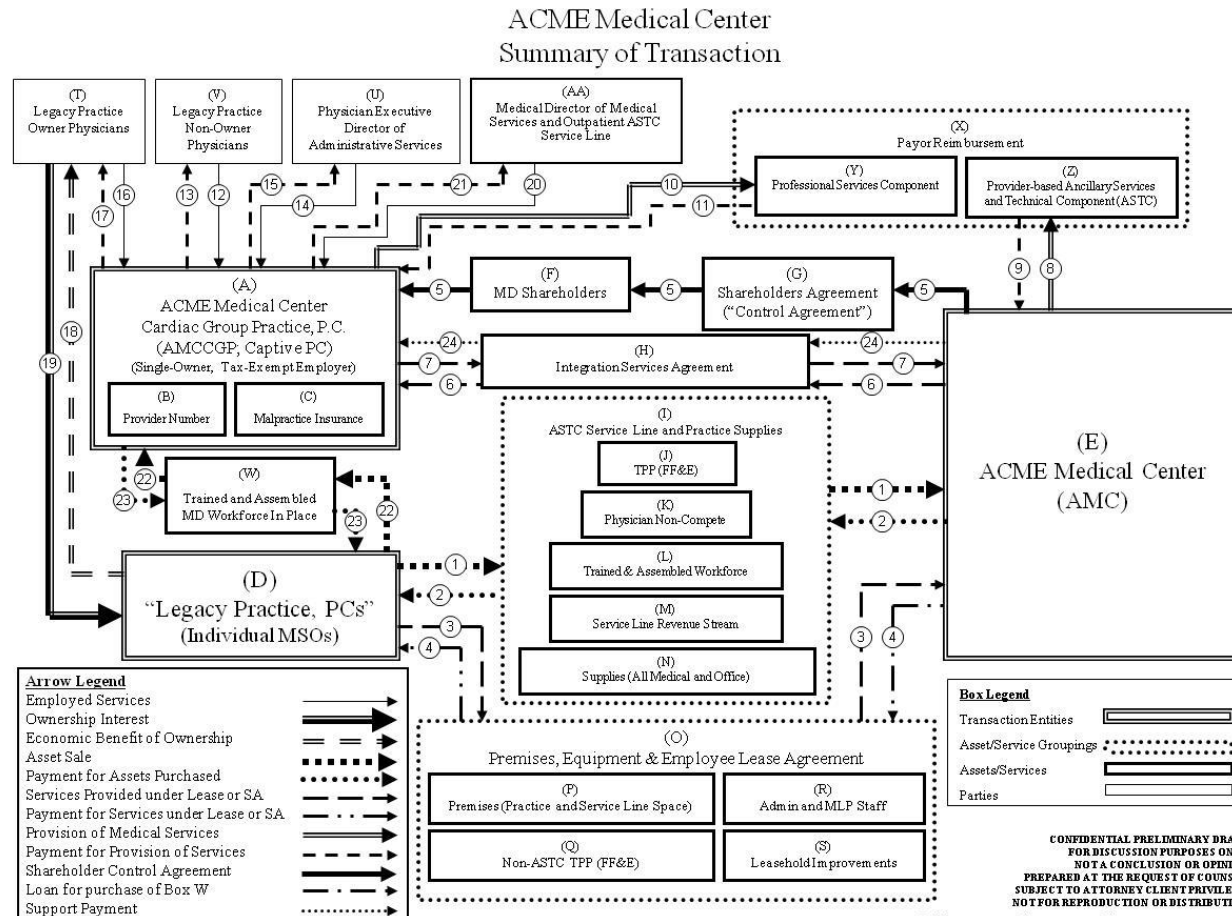 ACME Medical Center
Summary of Transaction
(T)
Legacy Practice
Owner Physicians
(V)
Legacy Practice
Non-Owner
Physicians
(U)
Physician Executive
Director of
Administrative Services
(AA)
Medical Director of Medical
Services and Outpatient ASTC
Service Line
(X)
Payor Reimbursement
(Y)
Professional Services Component
(Z)
Provider-based Ancillary Services
and Technical Component (ASTC)
16
17
13
12
15
14
21
20
10
11
9
8
(A)
ACME Medical Center
Cardiac Group Practice, P.C.
(AMCCGP; Captive PC)
(Single-Owner, Tax-Exempt Employer)
(B)
Provider Number
(C)
Malpractice Insurance
5
(F)
MD Shareholders
5
(G)
Shareholders Agreement
("Control Agreement")
5
18
19
24
7
6
(H)
Integration Services Agreement
24
7
6
(I)
ASTC Service Line and Practice Supplies
(J)
TPP (FF&E)
(K)
Physician Non-Compete
(L)
Trained & Assembled Workforce
(M)
Service Line Revenue Stream
(N)
Supplies (All Medical and Office)
(E)
ACME Medical Center
(AMC)
22
23
(W)
Trained and Assembled
MD Workforce In Place
23
22
1
2
1
2
(D)
"Legacy Practice, PCs"
(Individual MSOs)
3
4
3
4
(O)
Premises, Equipment & Employee Lease Agreement
(P)
Premises (Practice and Service Line Space)
(R)
Admin and MLP Staff
(Q)
Non-ASTC TPP (FF&E)
(S)
Leasehold Improvements
Arrow Legend
Employed Services
Ownership Interest
Economic Benefit of Ownership
Asset Sale
Payment for Assets Purchased
Services Provided under Lease or SA
Payment for Services under Lease or SA
Provision of Medical Services
Payment for Provision of Services
Shareholder Control Agreement
Loan for purchase of Box W
Support Payment
Box Legend
Transaction Entities
Asset/Service Groupings
Assets/Services
Parties
CONFIDENTIAL PRELIMINARY DRA
FOR DISCUSSION PURPOSES ON
NOT A CONCLUSION OR OPINI
PREPARED AT THE REQUEST OF COUNS
SUBJECT TO ATTORNEY CLIENT PRIVILE
NOT FOR REPRODUCTION OR DISTRIBUTI